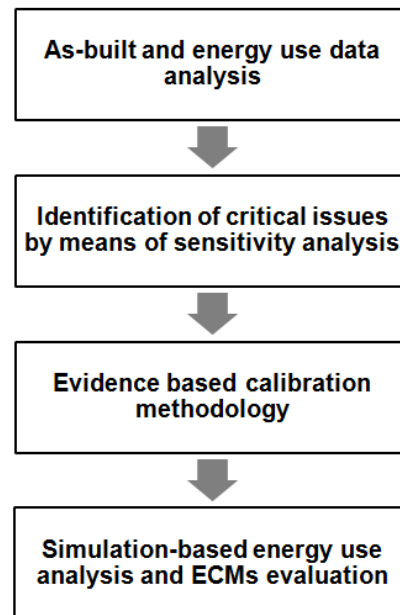 As-built and energy use data
analysis
Identification of critical issues
by means of sensitivity analysis
Evidence based calibration
methodology
Simulation-based energy use
analysis and ECMs evaluation